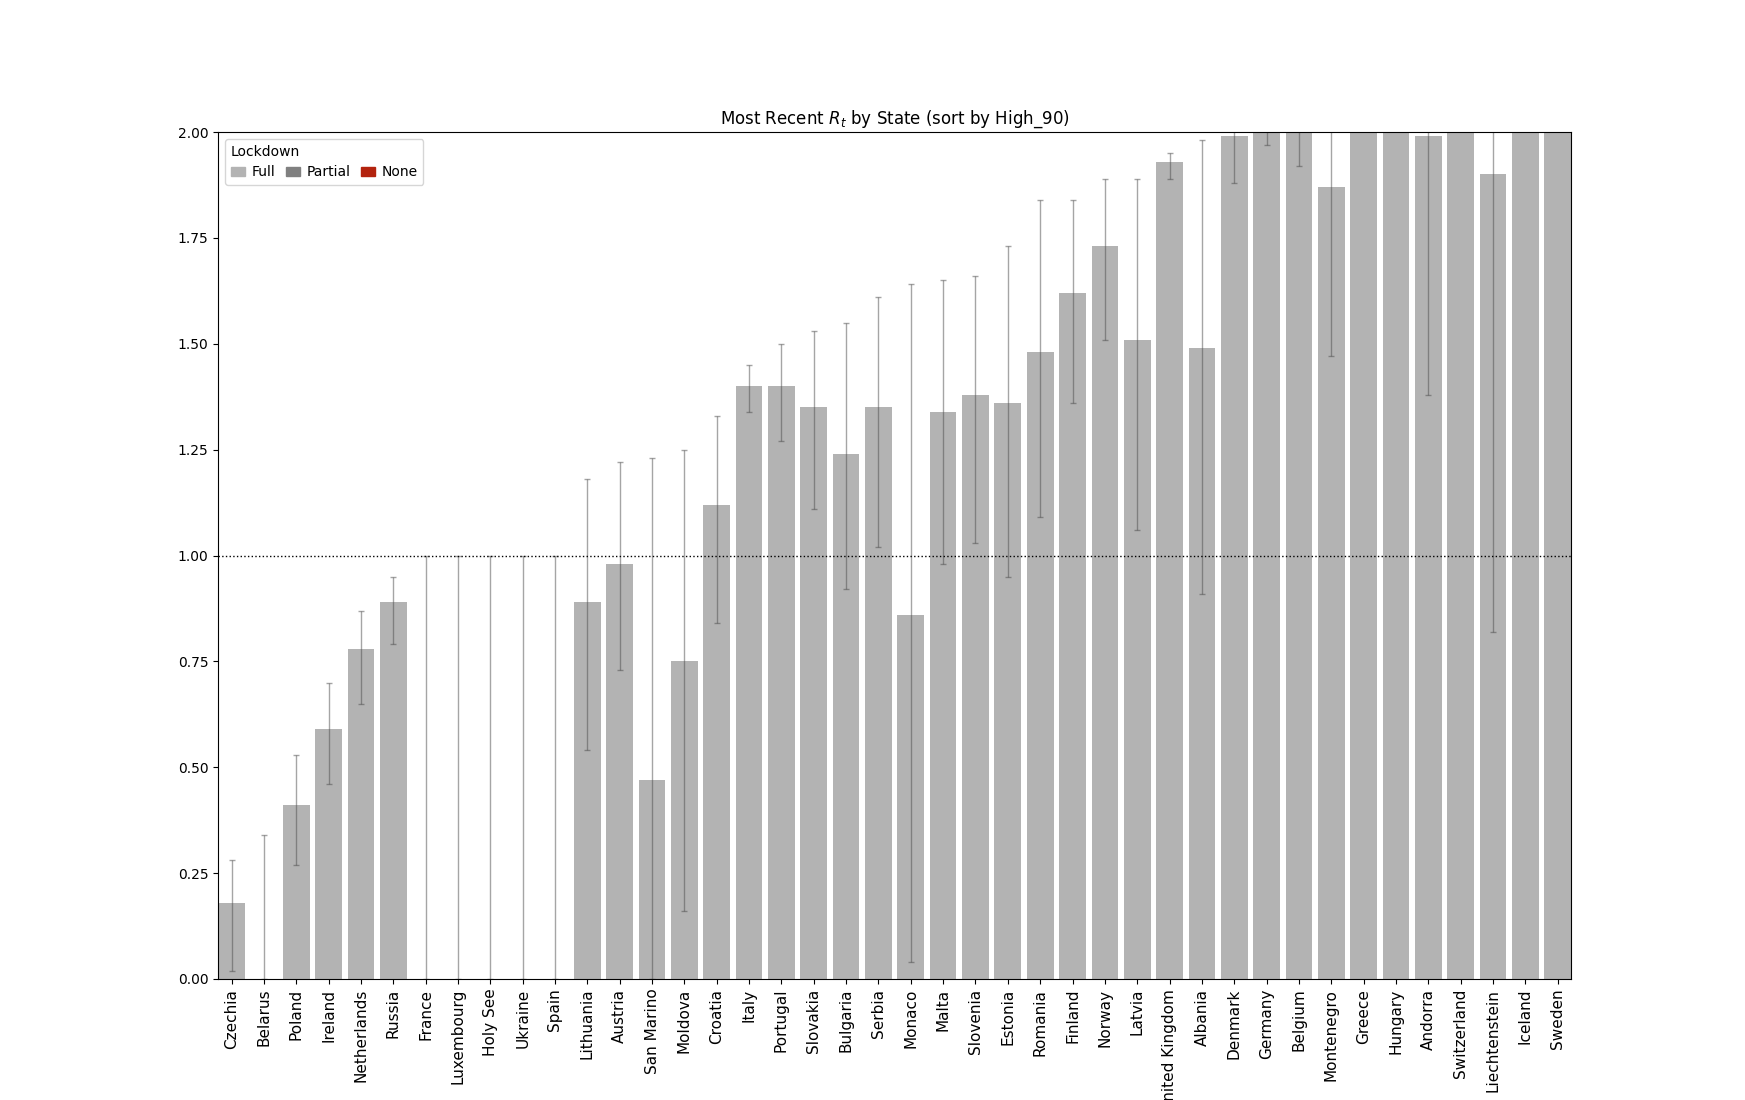 Most Recent R_t by State (sort by High_90)
Lockdown
Full Partial None
2.00
1.75
1.50
1.25
1.00
0.75
0.50
0.25
0.00
Czechia
Belarus
Poland
Ireland
Netherlands
Russia
France
Luxembourg
Holy See
Ukraine
Spain
Lithuania
Austria
San Marino
Moldova
Croatia
Italy
Portugal
Slovakia
Bulgaria
Serbia
Monaco
Malta
Slovenia
Estonia
Romania
Finland
Norway
Latvia
nited Kingdom
Albania
Denmark
Germany
Belgium
Montenegro
Greece
Hungary
Andorra
Switzerland
Liechtenstein
Iceland
Sweden